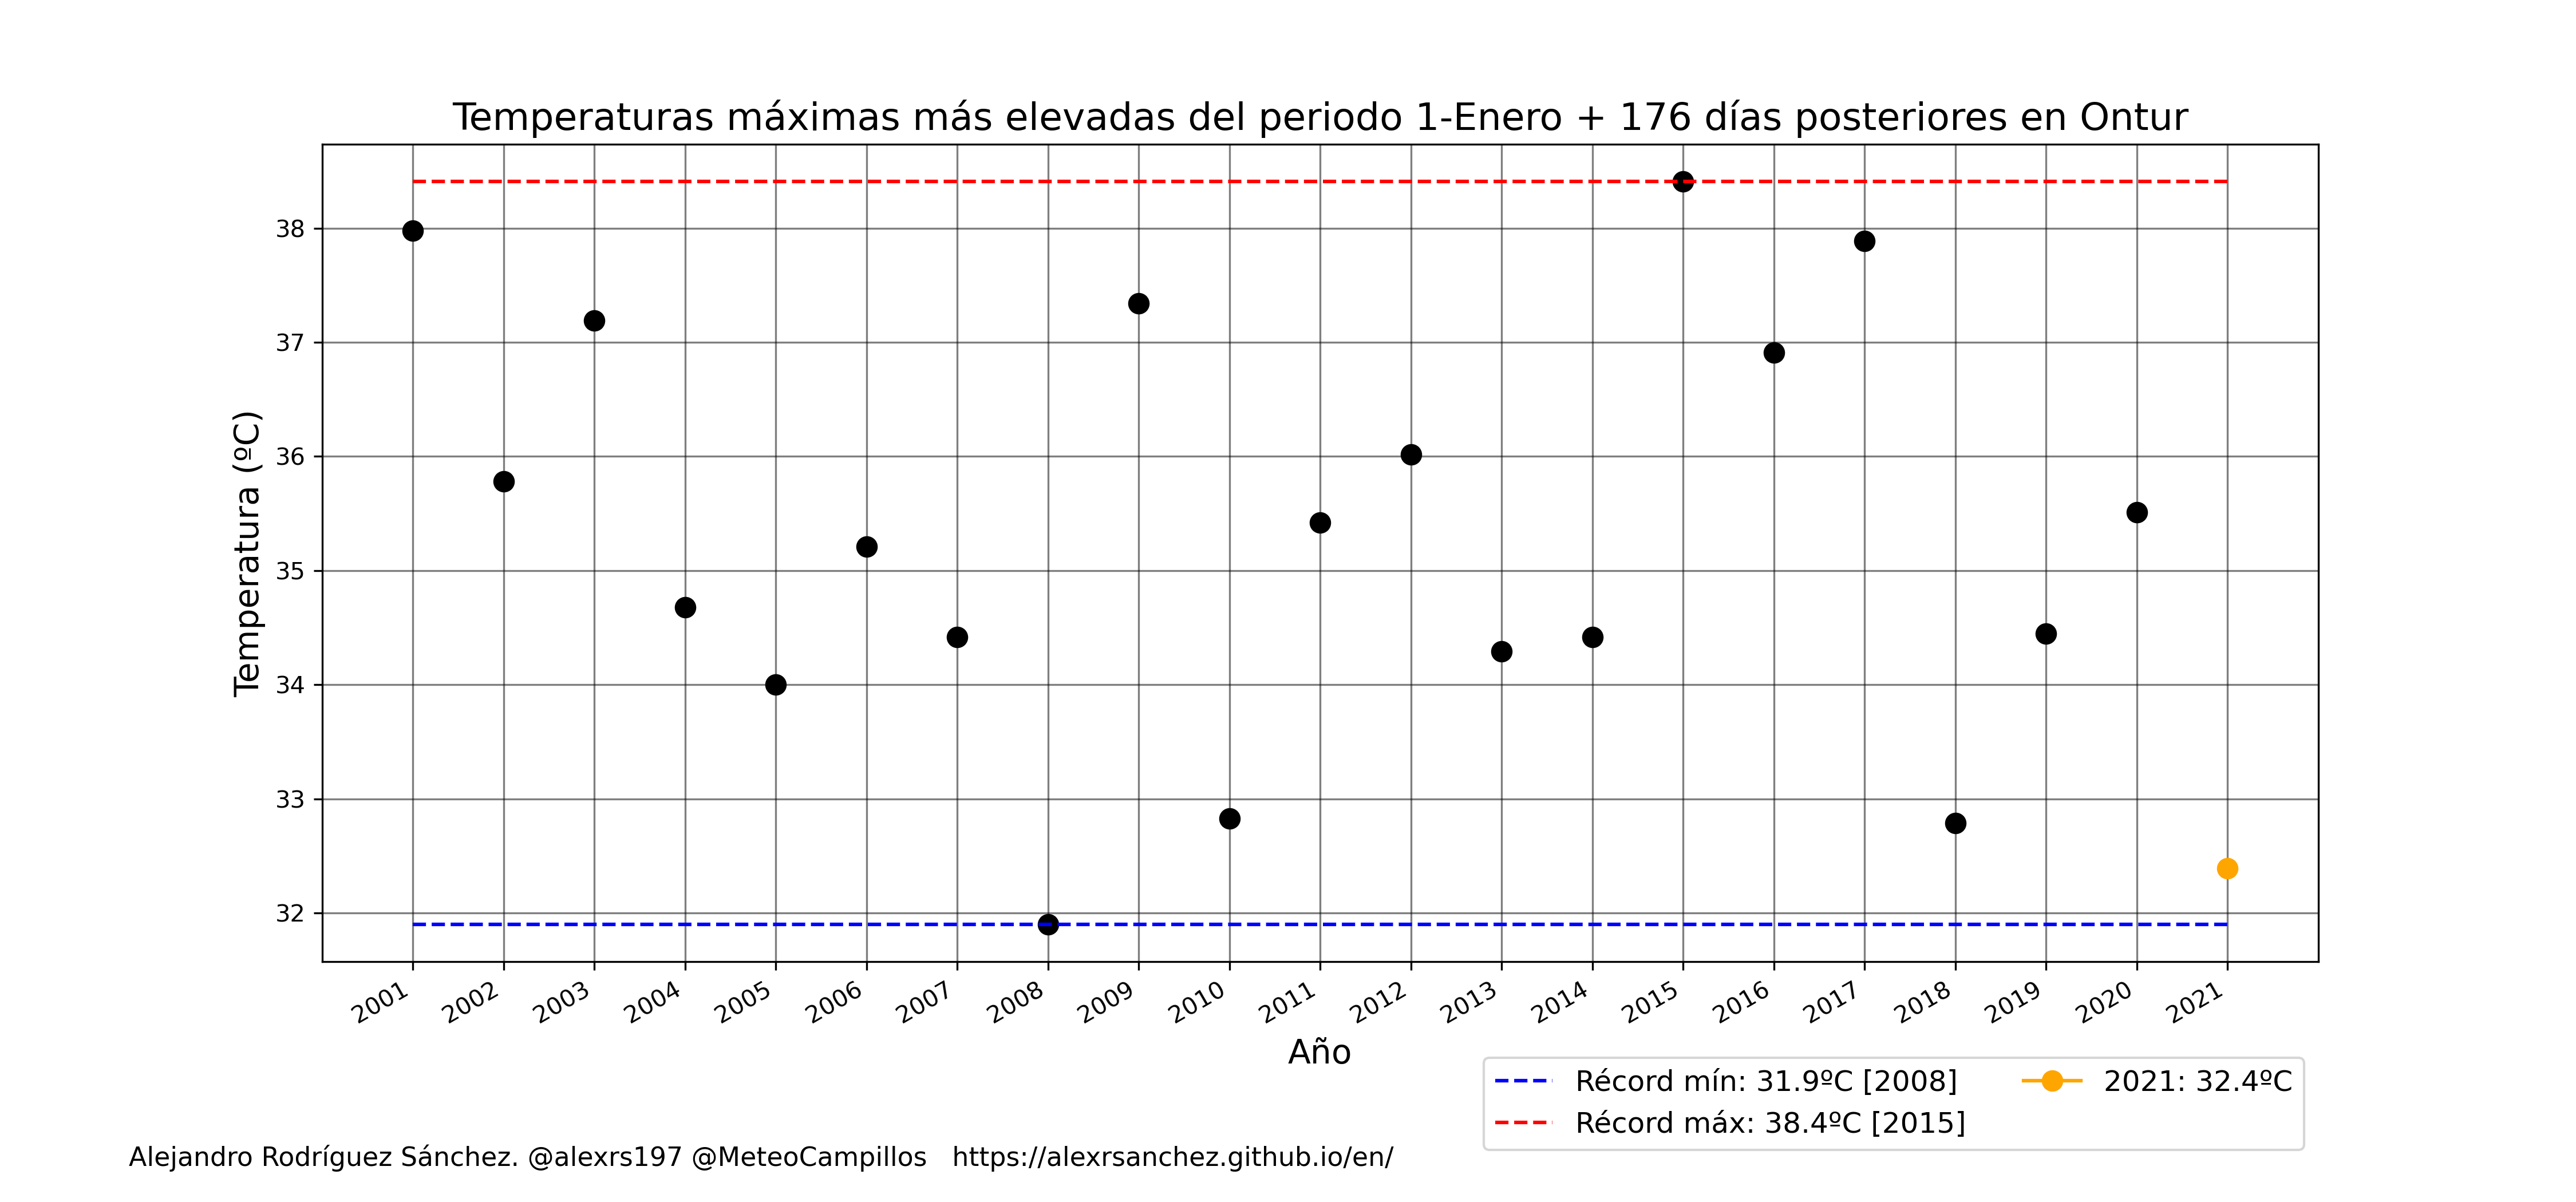 Temperaturas máximas más elevadas del periodo 1-Enero + 176 días posteriores en Ontur
Temperatura (ºC)
38
37
36
35
34
33
32
2001 2002 2003 2004 2005 2006 2007 2008 2009 2010 2011 2012 2013 2014 2015 2016 2017 2018 2019 2020 2021
Año
Récord mín: 31.9ºC [2008]
Récord máx: 38.4ºC [2015]
2021: 32.4ºC
Alejandro Rodríguez Sánchez. @alexrs197 @MeteoCampillos https://alexrsanchez.github.io/en/